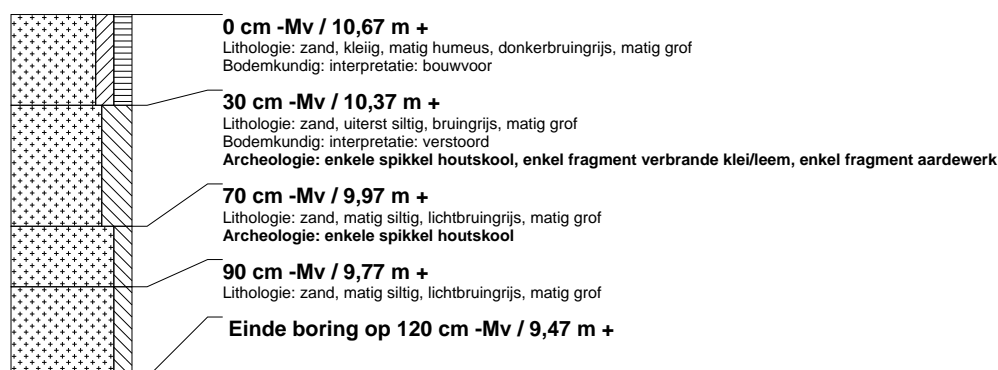 0 cm -Mv / 10,67 m +
Lithologie: zand, kleiig, matig humeus, donkerbruingrijs, matig grof
Bodemkundig: interpretatie: bouwvoor
30 cm -Mv / 10,37 m +
Lithologie: zand, uiterst siltig, bruingrijs, matig grof
Bodemkundig: interpretatie: verstoord
Archeologie: enkele spikkel houtskool, enkel fragment verbrande klei/leem, enkel fragment aardewerk
70 cm -Mv / 9,97 m +
Lithologie: zand, matig siltig, lichtbruingrijs, matig grof
Archeologie: enkele spikkel houtskool
90 cm -Mv / 9,77 m +
Lithologie: zand, matig siltig, lichtbruingrijs, matig grof
Einde boring op 120 cm -Mv / 9,47 m +